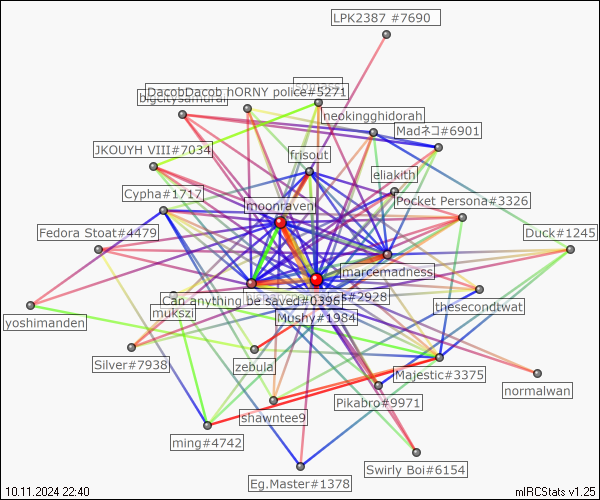 LPK2387 #7690
DacobDacob hORNY police#5271
bigcitysamurai
neokingghidorah
Madネコ#6901
JKOUYH VIII#7034
frisout
eliakith
Cypha#1717
moonraven
Pocket Persona#3326
Fedora Stoat#4479
Duck#1245
marcemadness
Can anything be saved#0396
s#2928
mukszi
Mushy#1984
thesecondtwat
yoshimanden
Silver#7938
zebula
Majestic#3375
normalwan
Pikabro#9971
shawntee9
ming#4742
Swirly Boi#6154
Eg.Master#1378
10.11.2024 22:40
mIRCStats v1.25